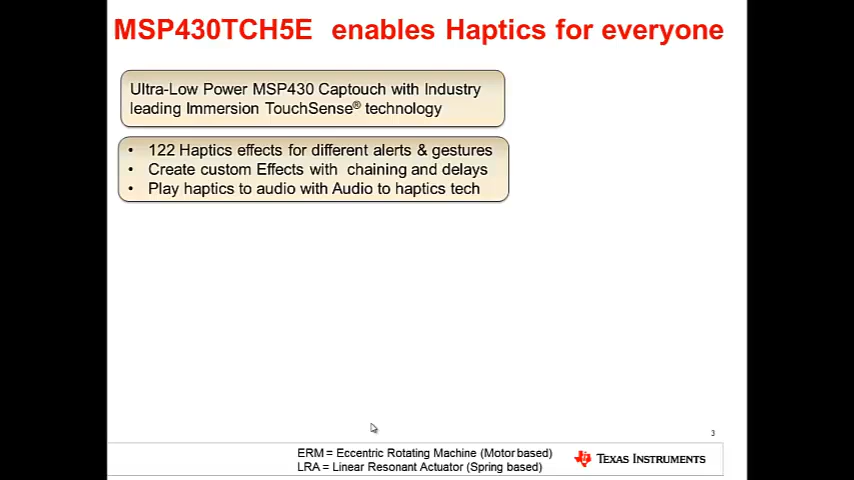 MSP430TCH5E enables Haptics for everyone
Ultra-Low Power MSP430 Captouch with Industry
leading Immersion TouchSense® technology
• 122 Haptics effects for different alerts & gestures
• Create custom Effects with chaining and delays
• Play haptics to audio with Audio to haptics tech
3
ERM = Eccentric Rotating Machine (Motor based)
LRA = Linear Resonant Actuator (Spring based)
TEXAS INSTRUMENTS